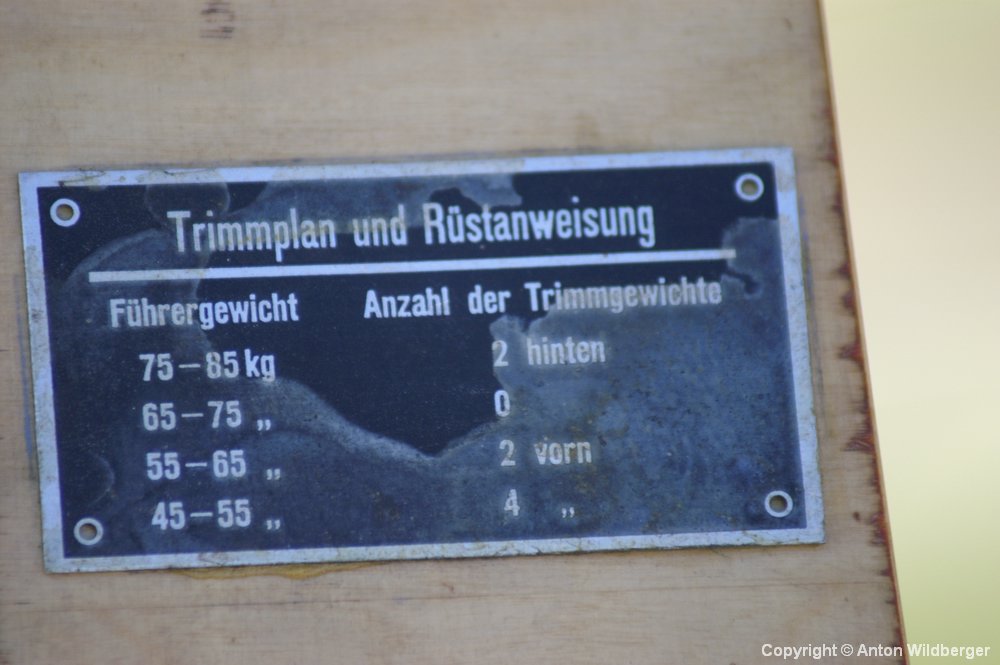 Trimmplan und Rüstanweisung
Führergewicht Anzahl der Trimmgewichte
75–85 kg 2 hinten
65–75 „ 0
55–65 „ 2 vorn
45–55 „ 4 „
Copyright © Anton Wildberger